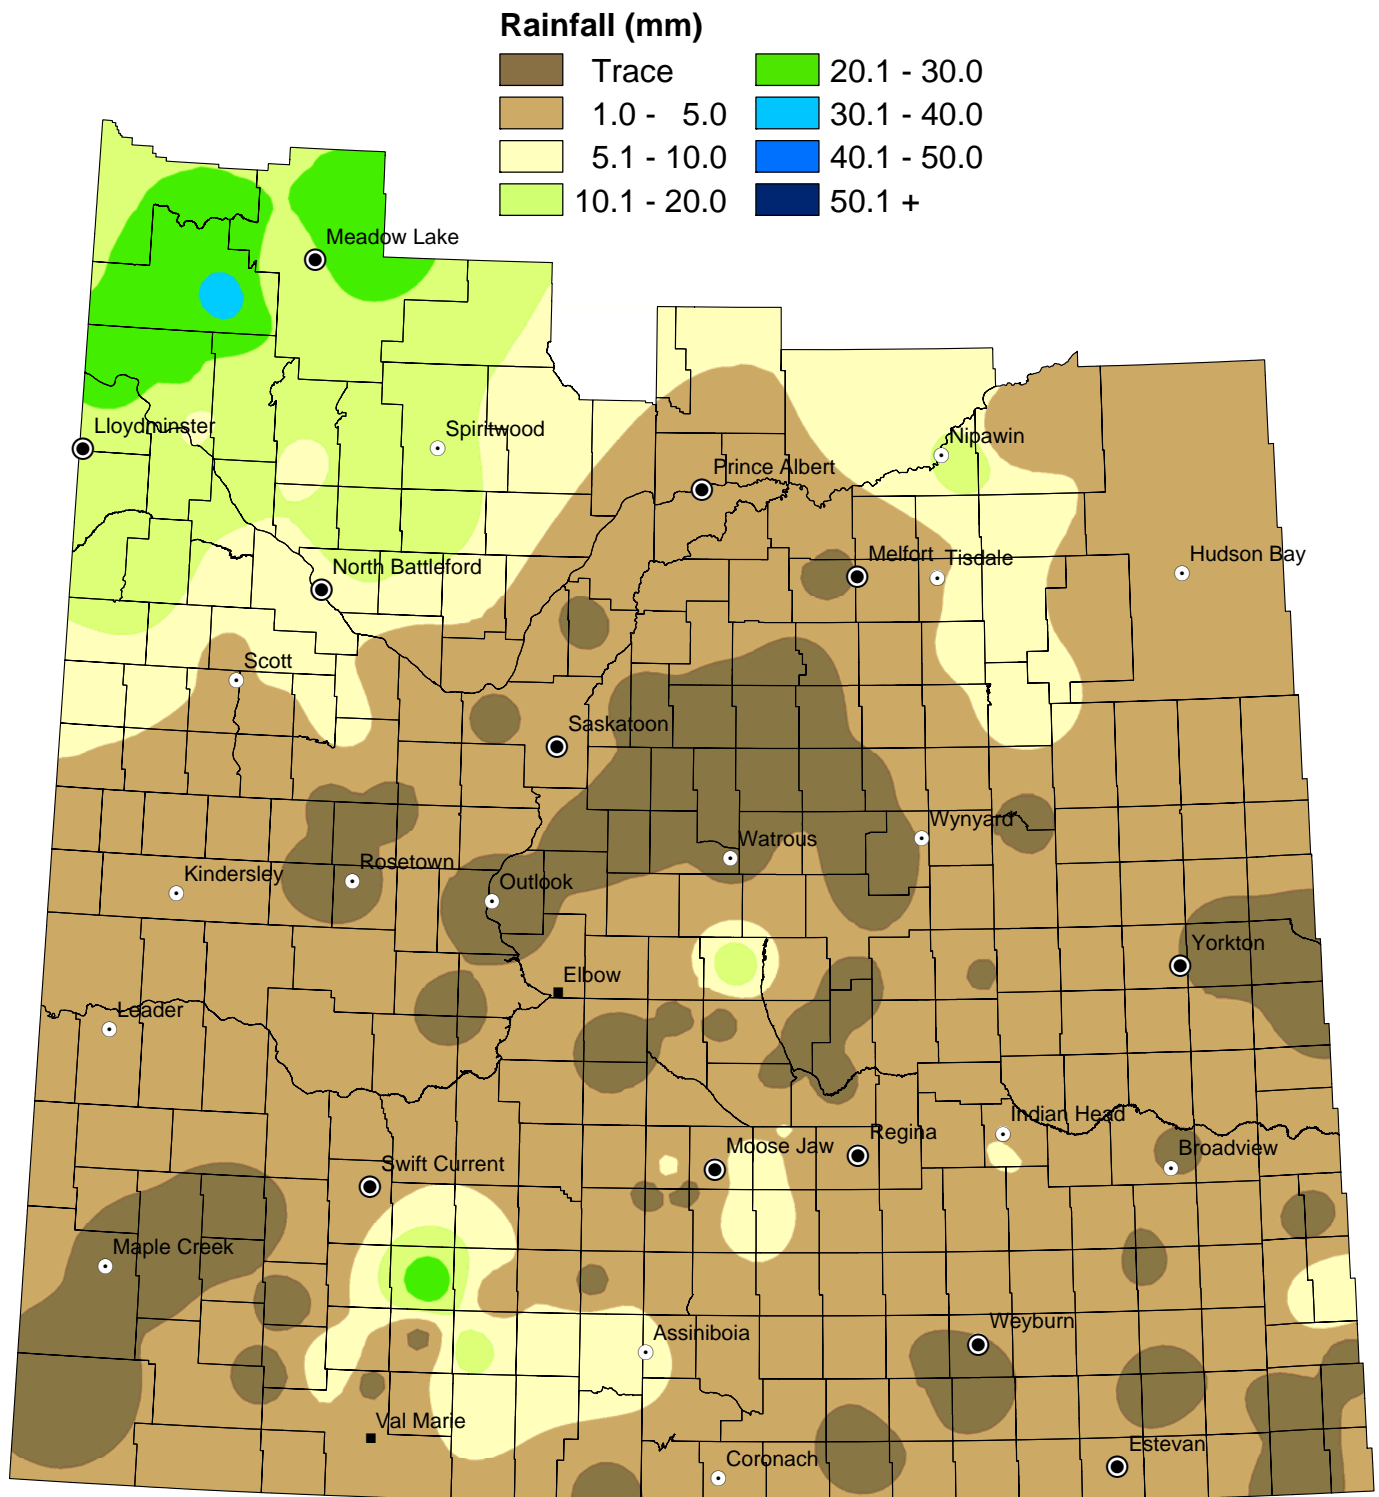 Rainfall (mm)
Trace
1.0 - 5.0
5.1 - 10.0
10.1 - 20.0
20.1 - 30.0
30.1 - 40.0
40.1 - 50.0
50.1 +
Meadow Lake
Lloydminster
Spiritwood
Nipawin
Prince Albert
Melfort
Tisdale
Hudson Bay
North Battleford
Scott
Saskatoon
Watrous
Wynyard
Kindersley
Rosetown
Outlook
Yorkton
Elbow
Leader
Indian Head
Regina
Moose Jaw
Broadview
Swift Current
Maple Creek
Assiniboia
Weyburn
Val Marie
Coronach
Estevan